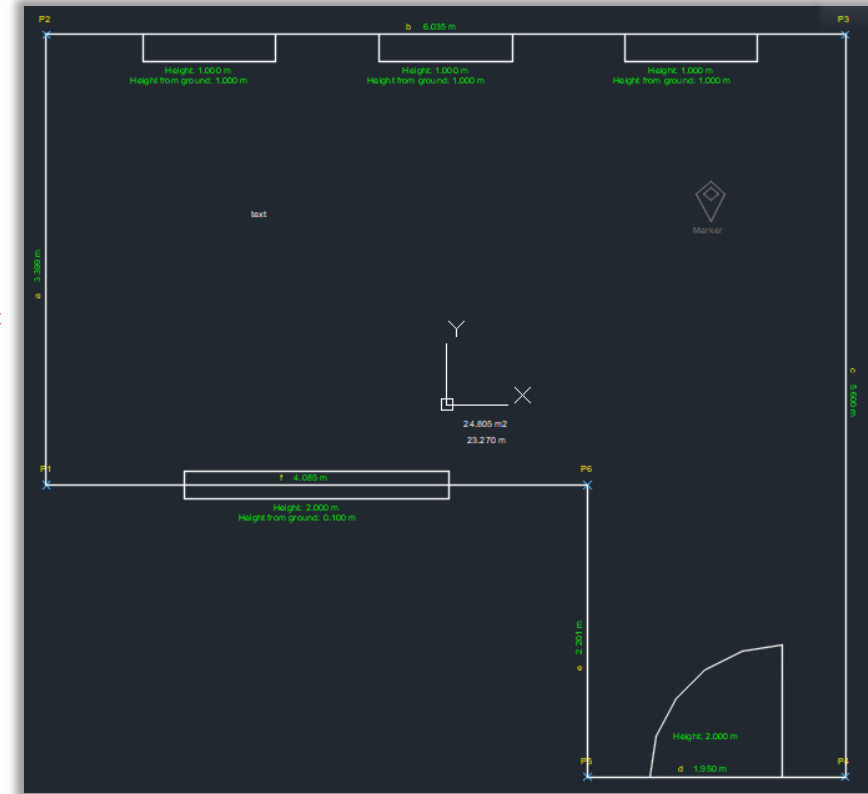 P2
P3
b 6.035 m
Height: 1.000 m
Height from ground: 1.000 m
Height: 1.000 m
Height from ground: 1.000 m
Height: 1.000 m
Height from ground: 1.000 m
text
Marker
a 3.399 m
Y
X
c 5.600 m
24.805 m2
23.270 m
P1
P6
f 4.085 m
Height: 2.000 m
Height from ground: 0.100 m
e 2.201 m
Height: 2.000 m
P5
P4
d 1.950 m